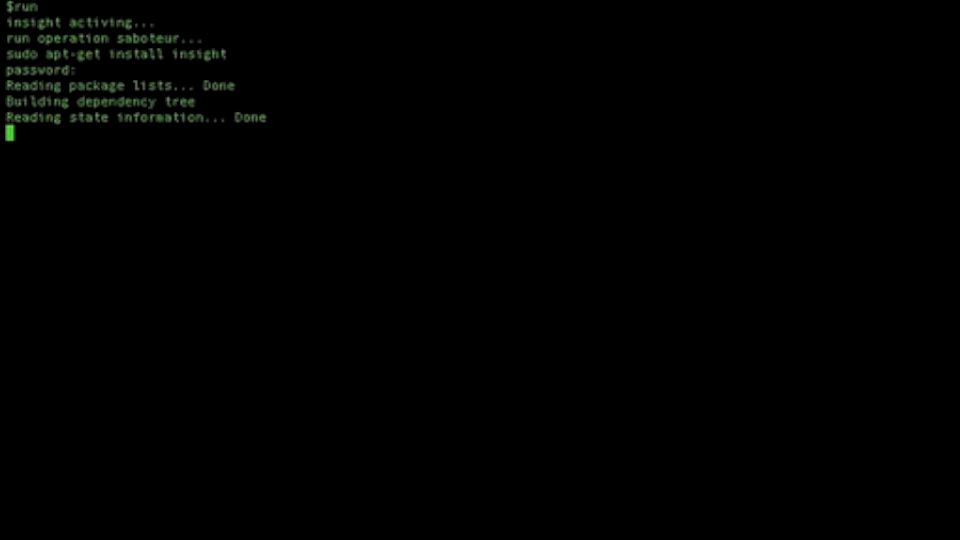 $run
insight activing...
run operation saboteur...
sudo apt-get install insight
password:
Reading package lists... Done
Building dependency tree
Reading state information... Done